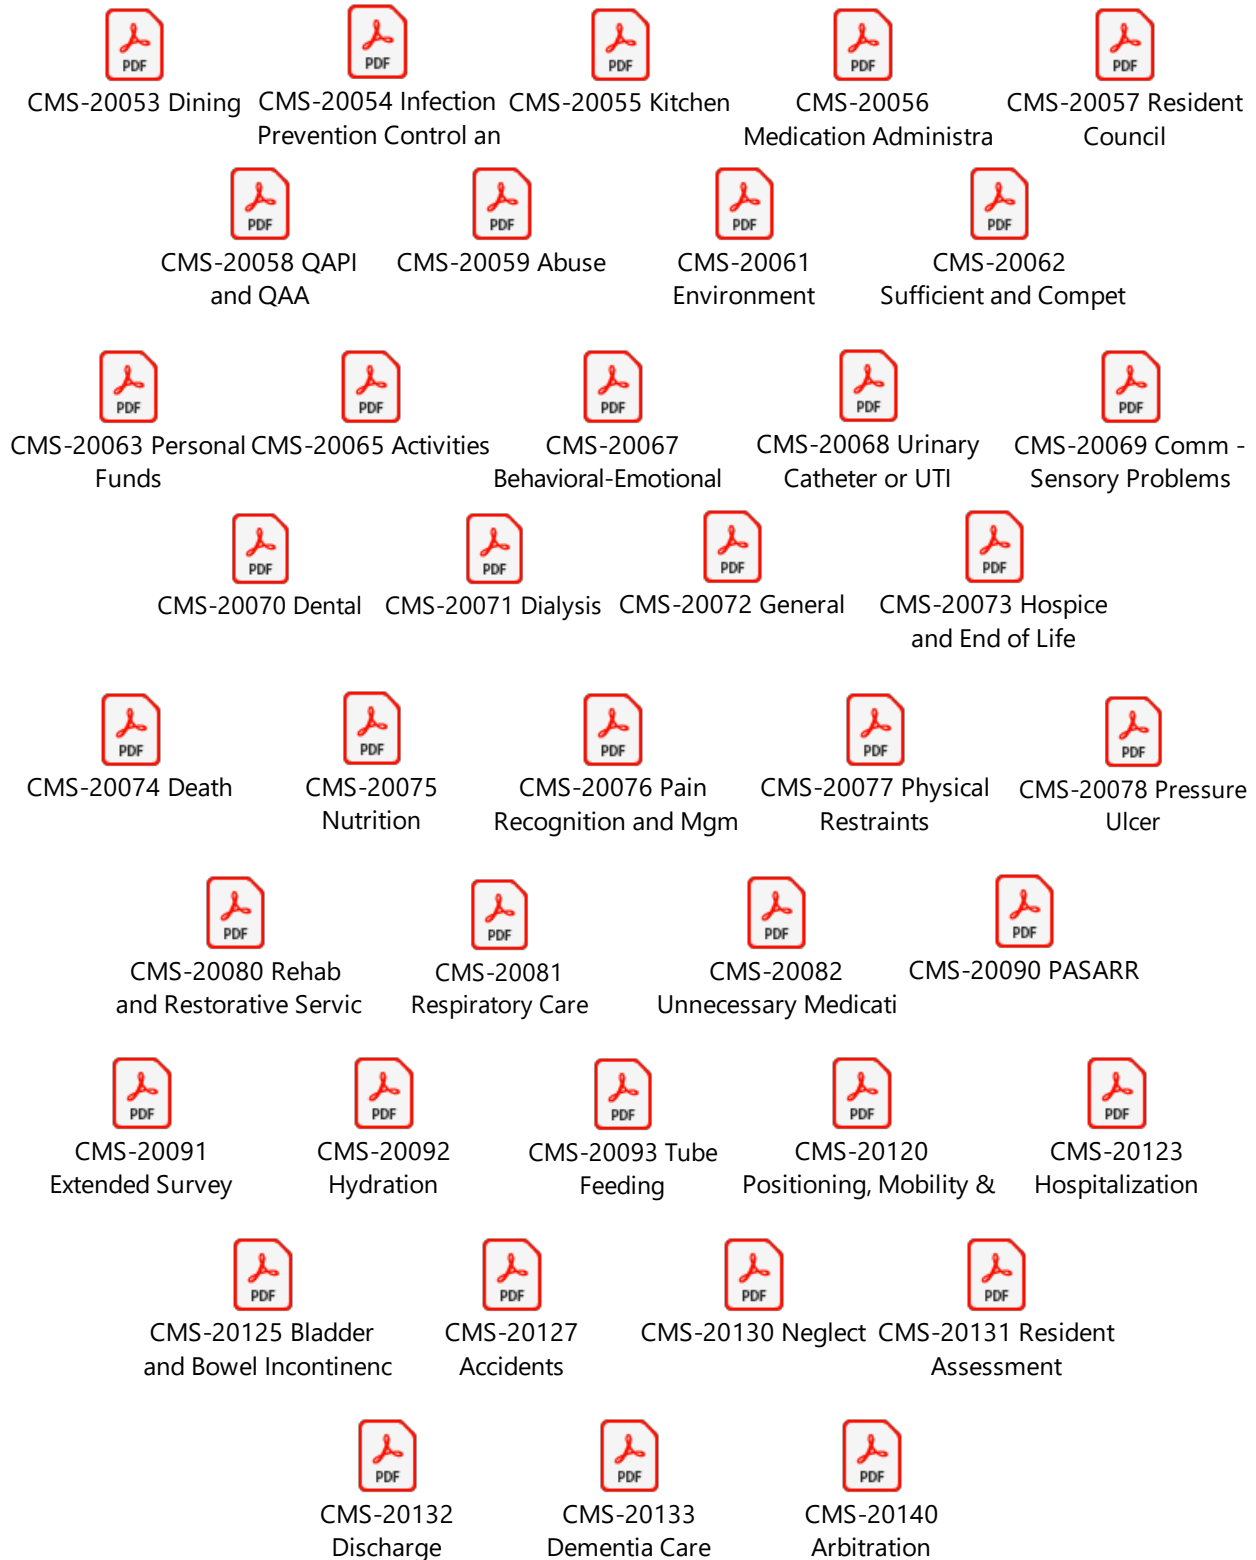 PDF PDF PDF PDF PDF
CMS-20053 Dining CMS-20054 Infection CMS-20055 Kitchen CMS-20056 CMS-20057 Resident
Prevention Control an Medication Administra Council
PDF PDF PDF PDF
CMS-20058 QAPI CMS-20059 Abuse CMS-20061 CMS-20062
and QAA Environment Sufficient and Compet
PDF PDF PDF PDF PDF
CMS-20063 Personal CMS-20065 Activities CMS-20067 CMS-20068 Urinary CMS-20069 Comm -
Funds Behavioral-Emotional Catheter or UTI Sensory Problems
PDF PDF PDF PDF
CMS-20070 Dental CMS-20071 Dialysis CMS-20072 General CMS-20073 Hospice
and End of Life
PDF PDF PDF PDF PDF
CMS-20074 Death CMS-20075 CMS-20076 Pain CMS-20077 Physical CMS-20078 Pressure
Nutrition Recognition and Mgm Restraints Ulcer
PDF PDF PDF PDF
CMS-20080 Rehab CMS-20081 CMS-20082 CMS-20090 PASARR
and Restorative Servic Respiratory Care Unnecessary Medicati
PDF PDF PDF PDF PDF
CMS-20091 CMS-20092 CMS-20093 Tube CMS-20120 CMS-20123
Extended Survey Hydration Feeding Positioning, Mobility & Hospitalization
PDF PDF PDF PDF
CMS-20125 Bladder CMS-20127 CMS-20130 Neglect CMS-20131 Resident
and Bowel Incontinenc Accidents Assessment
PDF PDF PDF
CMS-20132 CMS-20133 CMS-20140
Discharge Dementia Care Arbitration